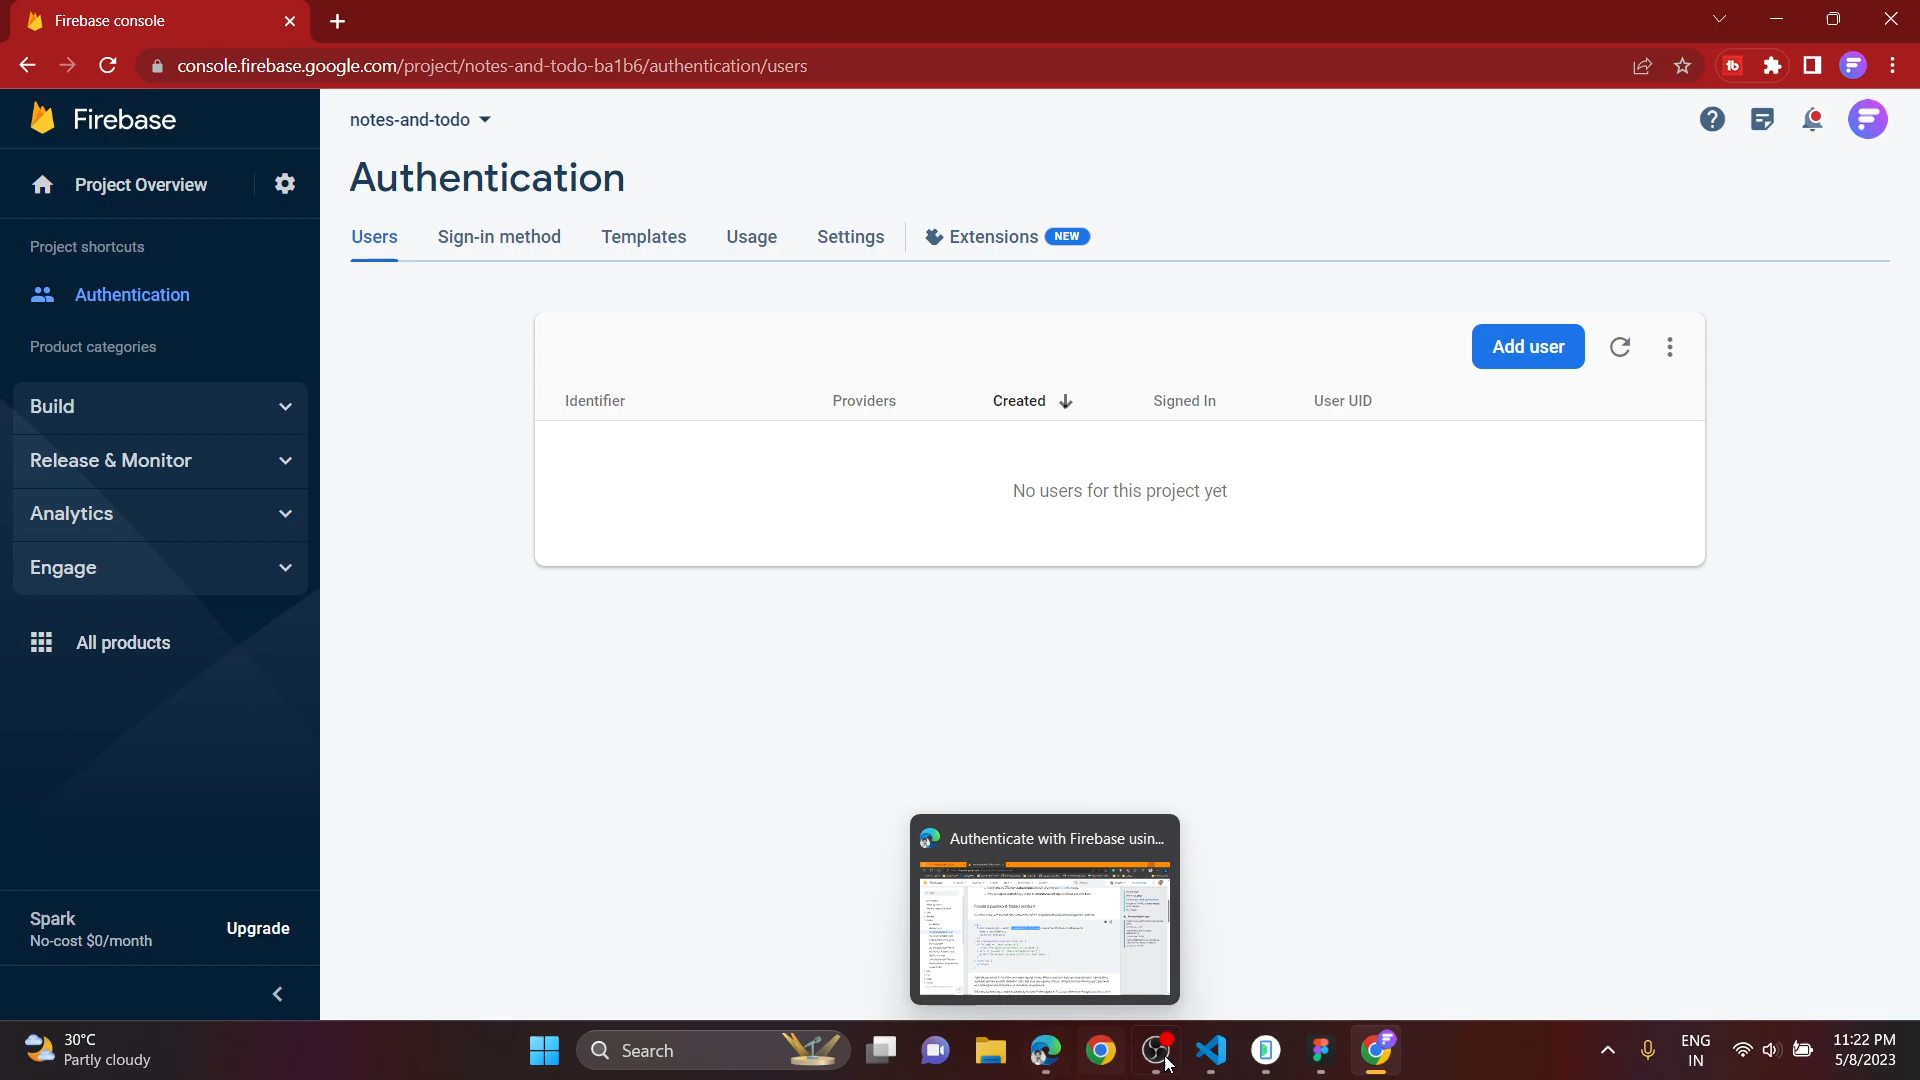 Firebase console
console.firebase.google.com/project/notes-and-todo-ba1b6/authentication/users
Firebase
notes-and-todo
Project Overview
Authentication
Users
Sign-in method
Templates
Usage
Settings
Extensions
NEW
Project shortcuts
Authentication
Product categories
Build
Release & Monitor
Analytics
Engage
All products
Add user
Identifier
Providers
Created
Signed In
User UID
No users for this project yet
Authenticate with Firebase usin...
Spark
No-cost $0/month
Upgrade
30°C
Partly cloudy
Search
ENG
IN
11:22 PM
5/8/2023